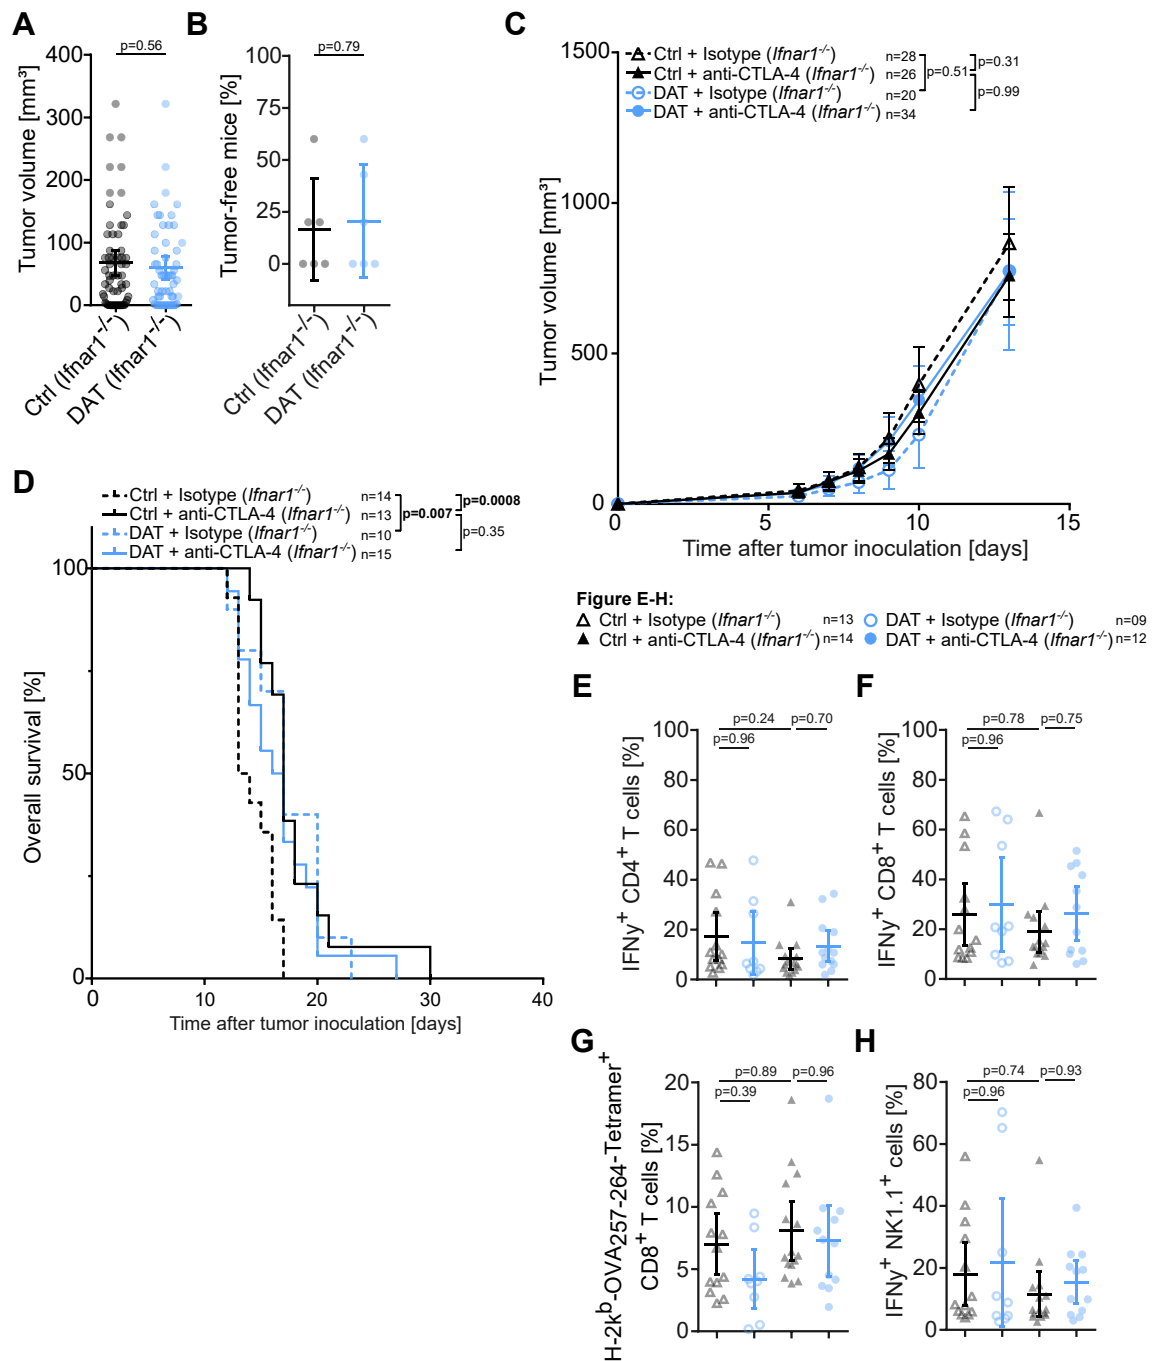 A
p=0.56
Tumor volume [mm³]
400
300
200
100
0
Ctrl (Ifnar1-/-)
DAT (Ifnar1-/-)
B
p=0.79
Tumor-free mice [%]
100
75
50
25
0
Ctrl (Ifnar1-/-)
DAT (Ifnar1-/-)
C
Ctrl + Isotype (Ifnar1-/-) n=28
Ctrl + anti-CTLA-4 (Ifnar1-/-) n=26
DAT + Isotype (Ifnar1-/-) n=20
DAT + anti-CTLA-4 (Ifnar1-/-) n=34
p=0.51
p=0.31
p=0.99
Tumor volume [mm³]
1500
1000
500
0
0 5 10 15
Time after tumor inoculation [days]
D
Ctrl + Isotype (Ifnar1-/-) n=14
Ctrl + anti-CTLA-4 (Ifnar1-/-) n=13
DAT + Isotype (Ifnar1-/-) n=10
DAT + anti-CTLA-4 (Ifnar1-/-) n=15
p=0.007
p=0.0008
p=0.35
Overall survival [%]
100
50
0
0 10 20 30 40
Time after tumor inoculation [days]
Figure E-H:
Ctrl + Isotype (Ifnar1-/-) n=13 DAT + Isotype (Ifnar1-/-) n=09
Ctrl + anti-CTLA-4 (Ifnar1-/-) n=14 DAT + anti-CTLA-4 (Ifnar1-/-) n=12
E
p=0.24
p=0.70
p=0.96
IFNy+ CD4+ T cells [%]
100
80
60
40
20
0
F
p=0.78
p=0.75
p=0.96
IFNy+ CD8+ T cells [%]
100
80
60
40
20
0
G
p=0.89
p=0.96
p=0.39
H-2kb-OVA257-264-Tetramer+
CD8+ T cells [%]
20
15
10
5
0
H
p=0.74
p=0.93
p=0.96
IFNy+ NK1.1+ cells [%]
80
60
40
20
0